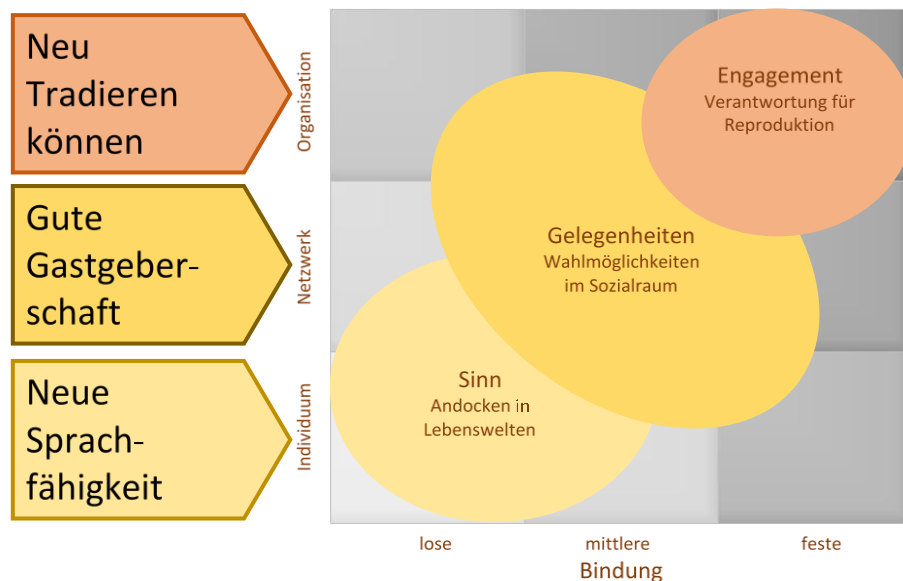 Neu
Tradieren
können
Organisation
Engagement
Verantwortung für
Reproduktion
Gute
Gastgeber-
schaft
Netzwerk
Gelegenheiten
Wahlmöglichkeiten
im Sozialraum
Neue
Sprach-
fähigkeit
Individuum
Sinn
Andocken in
Lebenswelten
lose
mittlere
feste
Bindung